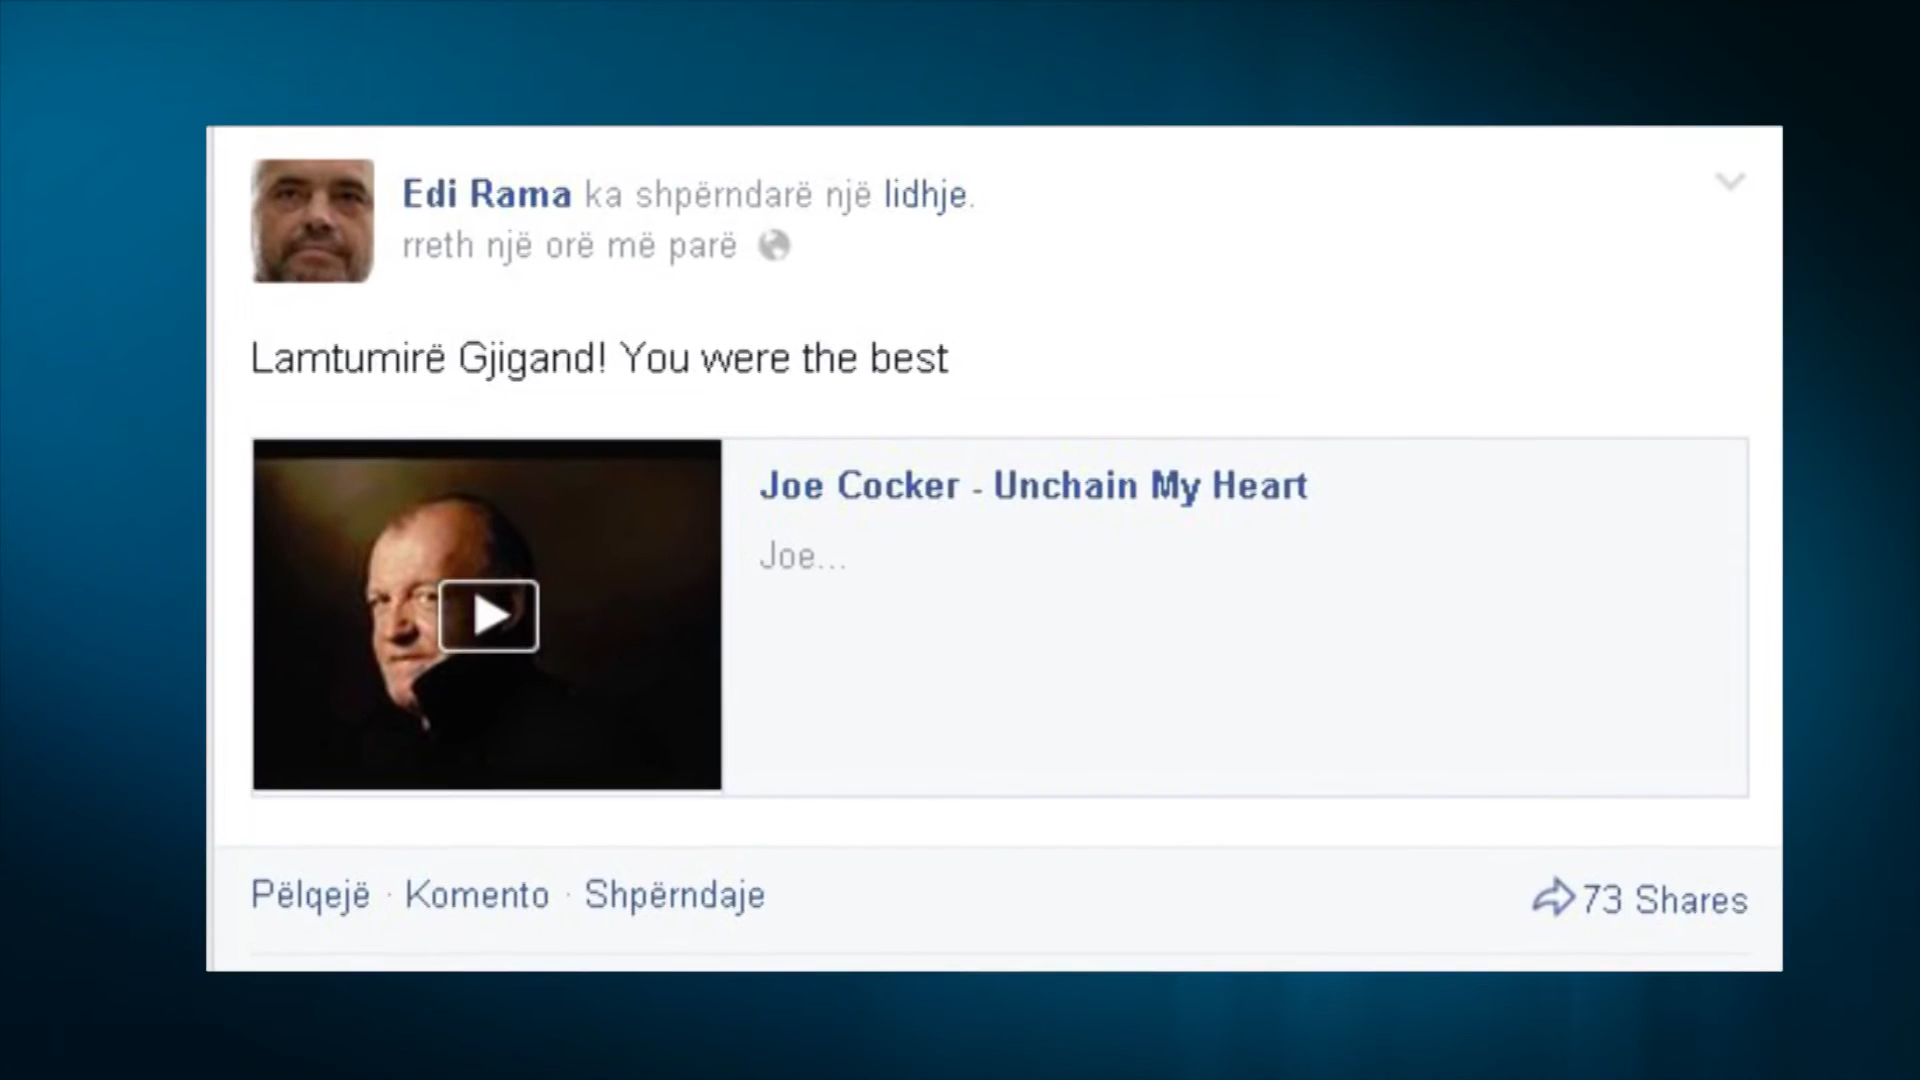 Edi Rama ka shpërndarë një lidhje.
rreth një orë më parë
Lamtumirë Gjigand! You were the best
Joe Cocker - Unchain My Heart
Joe...
Pëlqejë · Komento · Shpërndaje
73 Shares